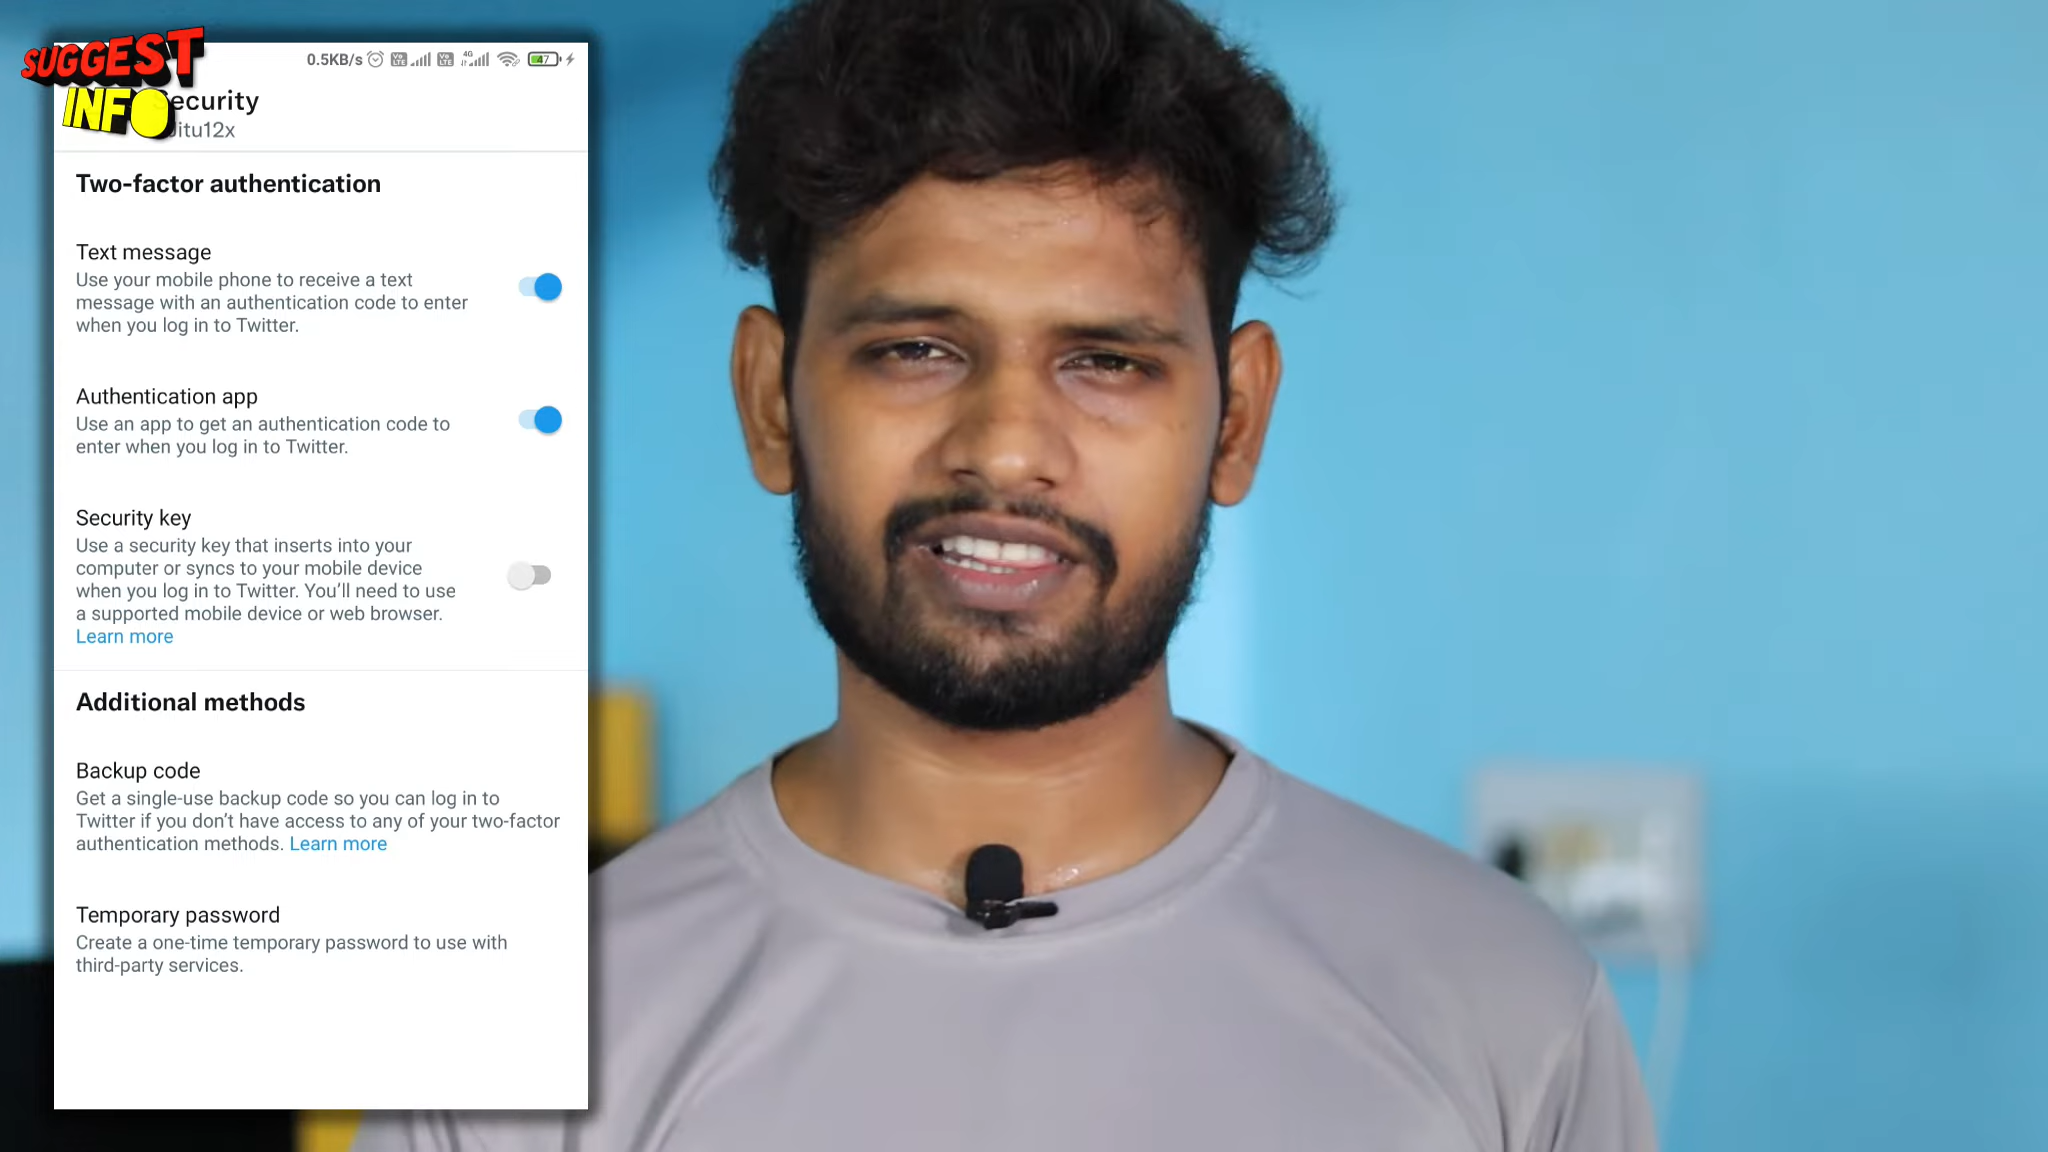 SUGGEST
INFO
0.5KB/s
47
Security
itu12x
Two-factor authentication
Text message
Use your mobile phone to receive a text
message with an authentication code to enter
when you log in to Twitter.
Authentication app
Use an app to get an authentication code to
enter when you log in to Twitter.
Security key
Use a security key that inserts into your
computer or syncs to your mobile device
when you log in to Twitter. You’ll need to use
a supported mobile device or web browser.
Learn more
Additional methods
Backup code
Get a single-use backup code so you can log in to
Twitter if you don’t have access to any of your two-factor
authentication methods. Learn more
Temporary password
Create a one-time temporary password to use with
third-party services.